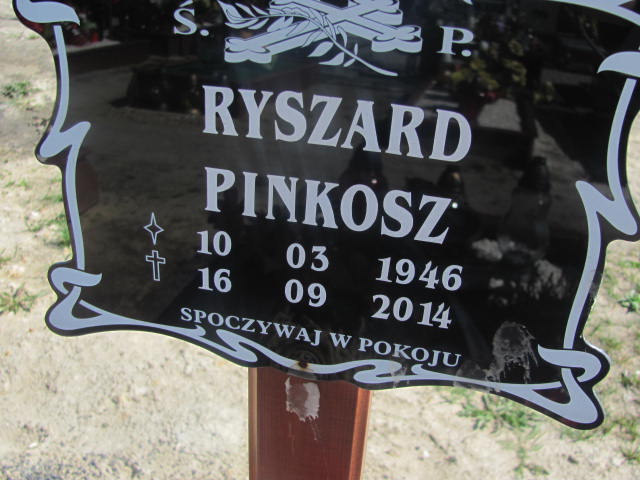 Ś. P.
RYSZARD
PINKOSZ
10 03 1946
16 09 2014
SPOCZYWAJ W POKOJU